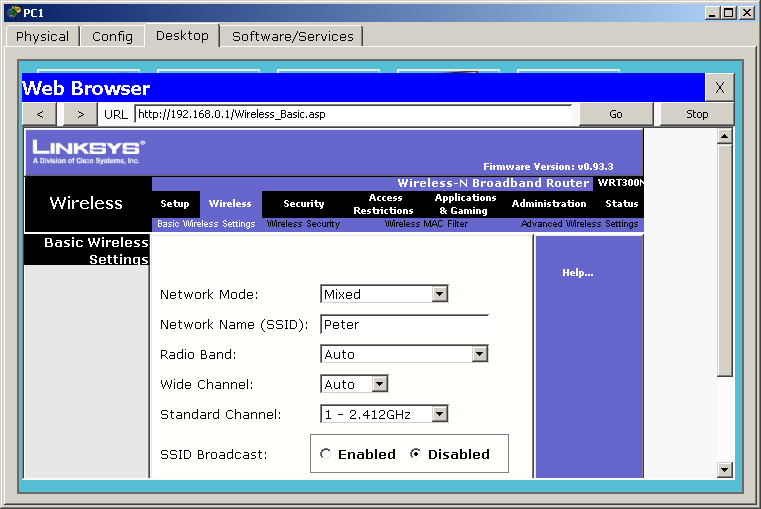 PC1
Physical Config Desktop Software/Services
Web Browser X
< > URL http://192.168.0.1/Wireless_Basic.asp Go Stop
LINKSYS®
A Division of Cisco Systems, Inc.
Firmware Version: v0.93.3
Wireless-N Broadband Router WRT300N
Wireless
Setup Wireless Security Access Restrictions Applications & Gaming Administration Status
Basic Wireless Settings Wireless Security Wireless MAC Filter Advanced Wireless Settings
Basic Wireless
Settings
Help...
Network Mode: Mixed
Network Name (SSID): Peter
Radio Band: Auto
Wide Channel: Auto
Standard Channel: 1 - 2.412GHz
SSID Broadcast: Enabled Disabled